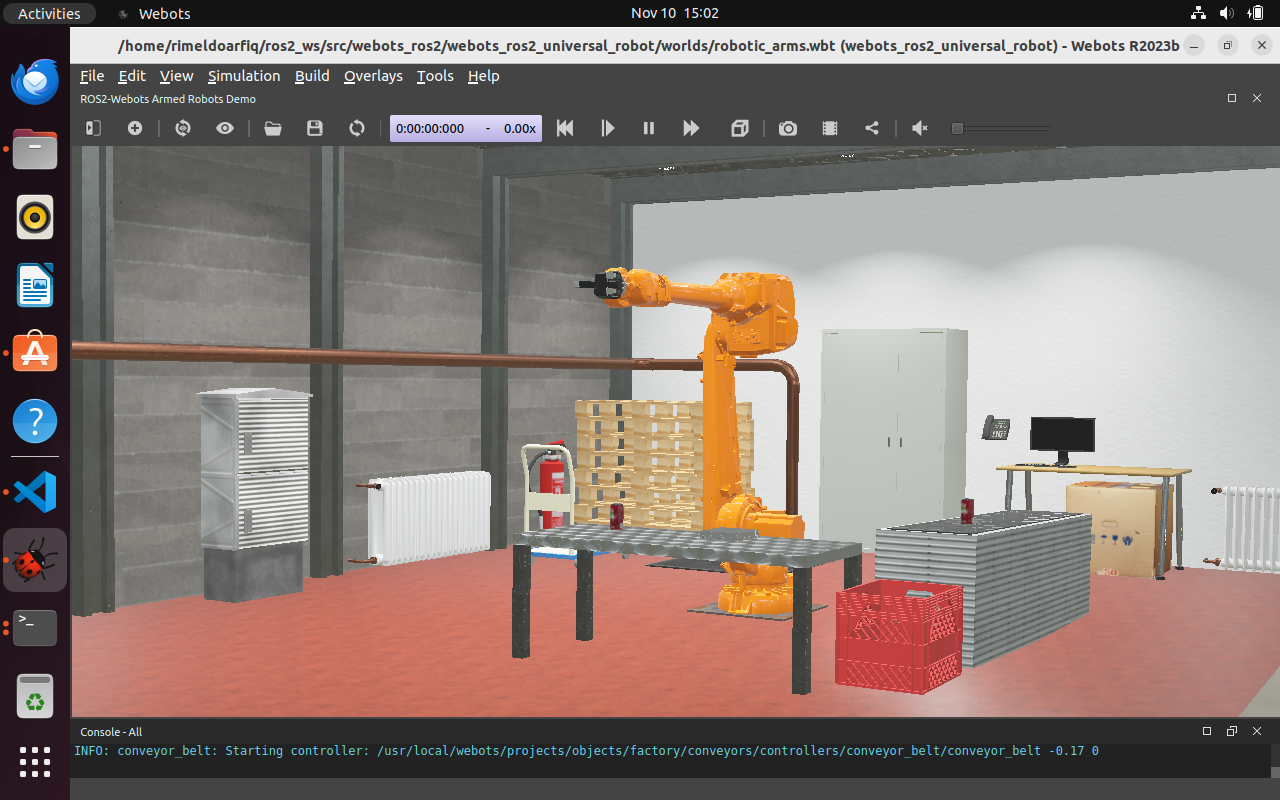 Activities
Webots
Nov 10 15:02
/home/rimeldoarfiq/ros2_ws/src/webots_ros2/webots_ros2_universal_robot/worlds/robotic_arms.wbt (webots_ros2_universal_robot) - Webots R2023b
File Edit View Simulation Build Overlays Tools Help
ROS2-Webots Armed Robots Demo
0:00:00:000 - 0.00x
Console - All
INFO: conveyor_belt: Starting controller: /usr/local/webots/projects/objects/factory/conveyors/controllers/conveyor_belt/conveyor_belt -0.17 0